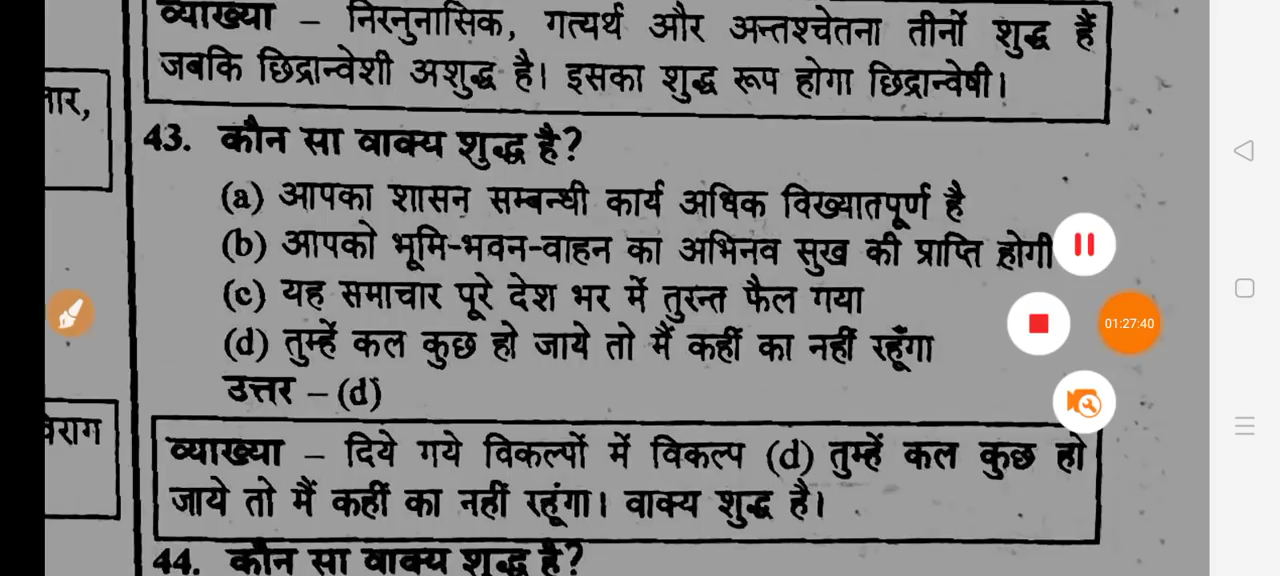 व्याख्या – निरनुनासिक, गत्यर्थ और अन्तश्चेतना तीनों शुद्ध हैं
जबकि छिद्रान्वेशी अशुद्ध है। इसका शुद्ध रूप होगा छिद्रान्वेषी।
43. कौन सा वाक्य शुद्ध है?
(a) आपका शासन सम्बन्धी कार्य अधिक विख्यातपूर्ण है
(b) आपको भूमि-भवन-वाहन का अभिनव सुख की प्राप्ति होगी
(c) यह समाचार पूरे देश भर में तुरन्त फैल गया
01:27:40
(d) तुम्हें कल कुछ हो जाये तो मैं कहीं का नहीं रहूँगा
उत्तर – (d)
व्याख्या – दिये गये विकल्पों में विकल्प (d) तुम्हें कल कुछ हो
जाये तो मैं कहीं का नहीं रहूंगा। वाक्य शुद्ध है।
44. कौन सा वाक्य शुद्ध है?